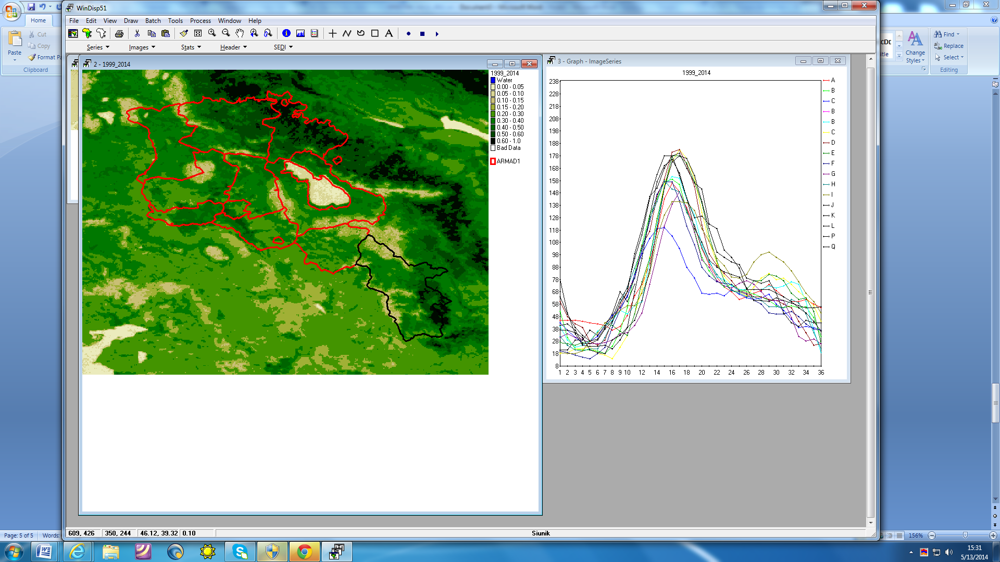 WinDisp51
File Edit View Draw Batch Tools Process Window Help
Series Images Stats Header SEDI
Home
Cut
Copy
Format Pa
Paste
Clipboard
Find
Replace
Select
Change Styles
Editing
2 - 1999_2014
1999_2014
Water
0.00 - 0.05
0.05 - 0.10
0.10 - 0.15
0.15 - 0.20
0.20 - 0.30
0.30 - 0.40
0.40 - 0.50
0.50 - 0.60
0.60 - 1.0
Bad Data
ARMAD1
3 - Graph - ImageSeries
1999_2014
238
228
218
208
198
188
178
168
158
148
138
128
118
108
98
88
78
68
58
48
38
28
18
8
1 2 3 4 5 6 7 8 9 10 12 14 16 18 20 22 24 26 28 30 32 34 36
A
B
C
B
B
C
D
E
F
G
H
I
J
K
L
P
Q
609, 426 350, 244 46.12, 39.32 0.10 Siunik
Page: 5 of 5 Words:
156%
15:31
5/13/2014